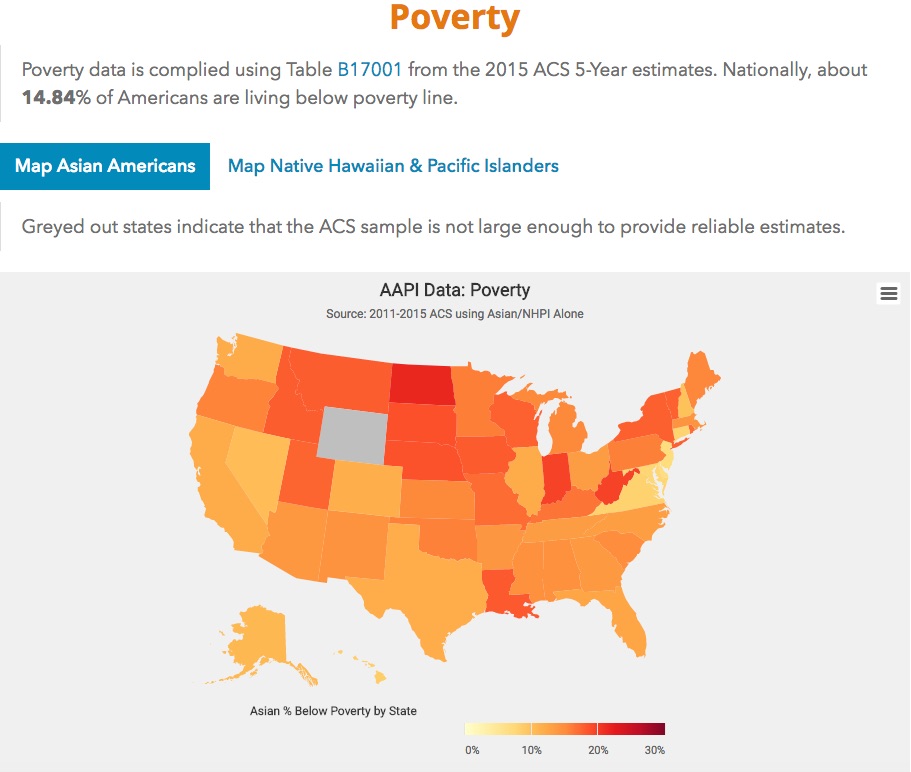 Poverty
Poverty data is complied using Table B17001 from the 2015 ACS 5-Year estimates. Nationally, about
14.84% of Americans are living below poverty line.
Map Asian Americans
Map Native Hawaiian & Pacific Islanders
Greyed out states indicate that the ACS sample is not large enough to provide reliable estimates.
AAPI Data: Poverty
Source: 2011-2015 ACS using Asian/NHPI Alone
Asian % Below Poverty by State
0% 10% 20% 30%